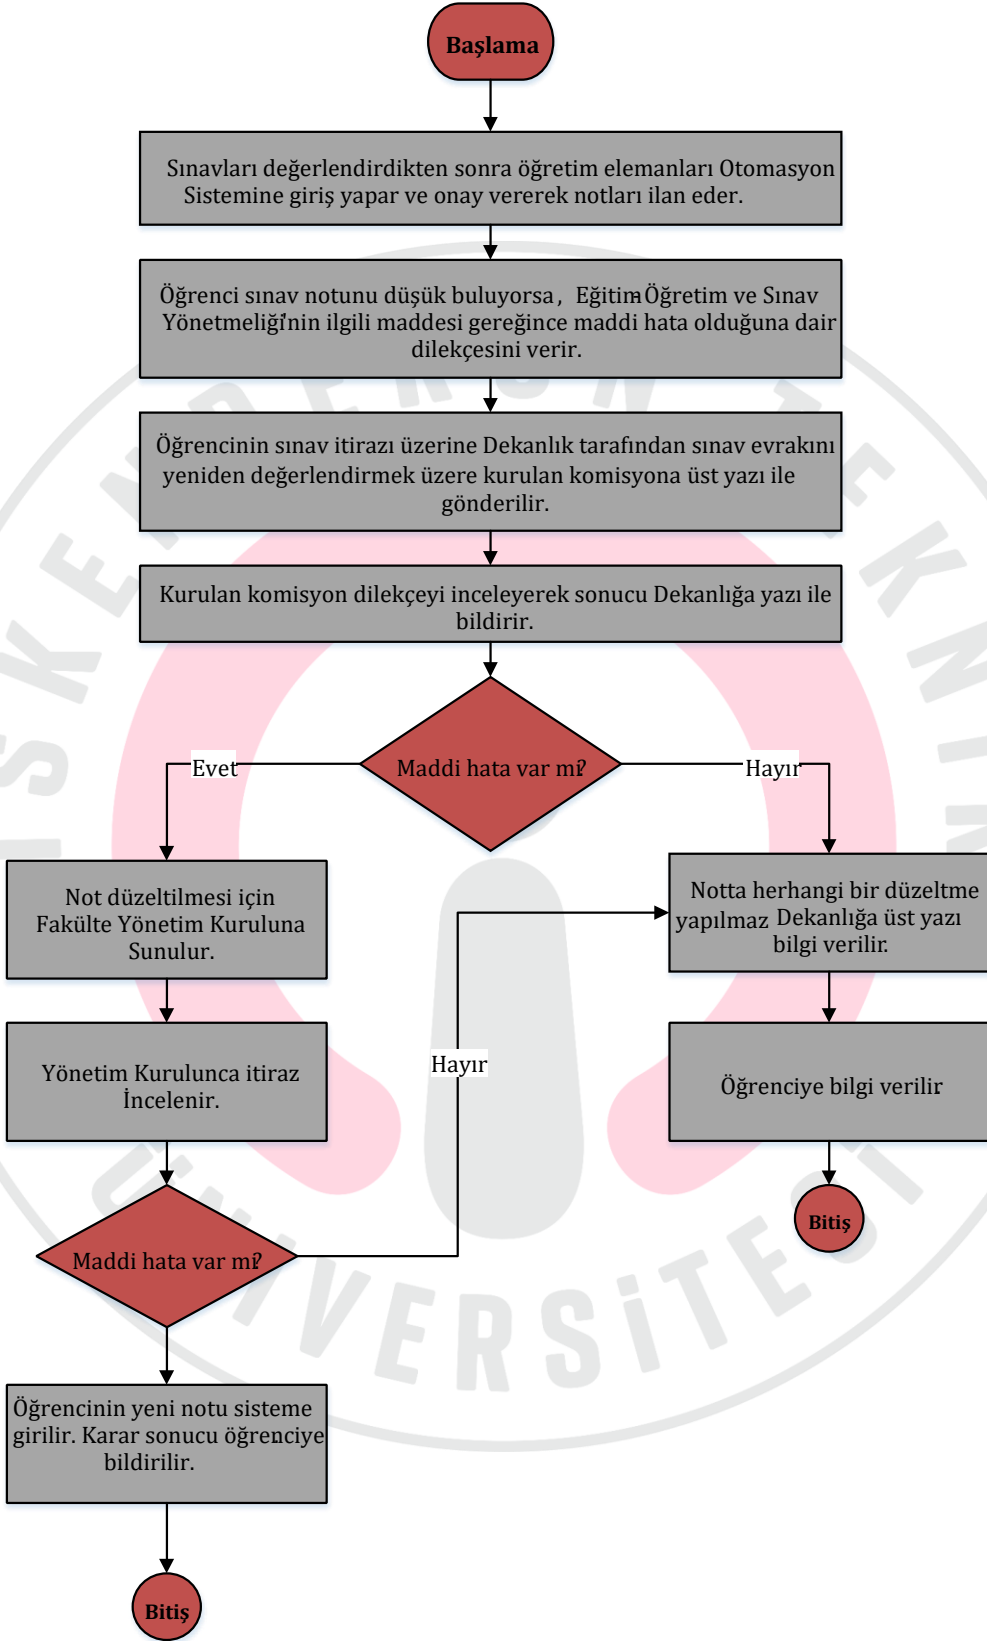 Başlama
Sınavları değerlendirdikten sonra öğretim elemanları Otomasyon
Sistemine giriş yapar ve onay vererek notları ilan eder.
Öğrenci sınav notunu düşük buluyorsa, Eğitim-Öğretim ve Sınav
Yönetmeliği'nin ilgili maddesi gereğince maddi hata olduğuna dair
dilekçesini verir.
Öğrencinin sınav itirazı üzerine Dekanlık tarafından sınav evrakını
yeniden değerlendirmek üzere kurulan komisyona üst yazı ile
gönderilir.
Kurulan komisyon dilekçeyi inceleyerek sonucu Dekanlığa yazı ile
bildirir.
Maddi hata var mı?
Evet
Hayır
Not düzeltilmesi için
Fakülte Yönetim Kuruluna
Sunulur.
Notta herhangi bir düzeltme
yapılmaz Dekanlığa üst yazı
bilgi verilir.
Yönetim Kurulunca itiraz
İncelenir.
Hayır
Öğrenciye bilgi verilir.
Maddi hata var mı?
Bitiş
Öğrencinin yeni notu sisteme
girilir. Karar sonucu öğrenciye
bildirilir.
Bitiş
İSKENDERUN TEKNİK
ÜNİVERSİTESİ